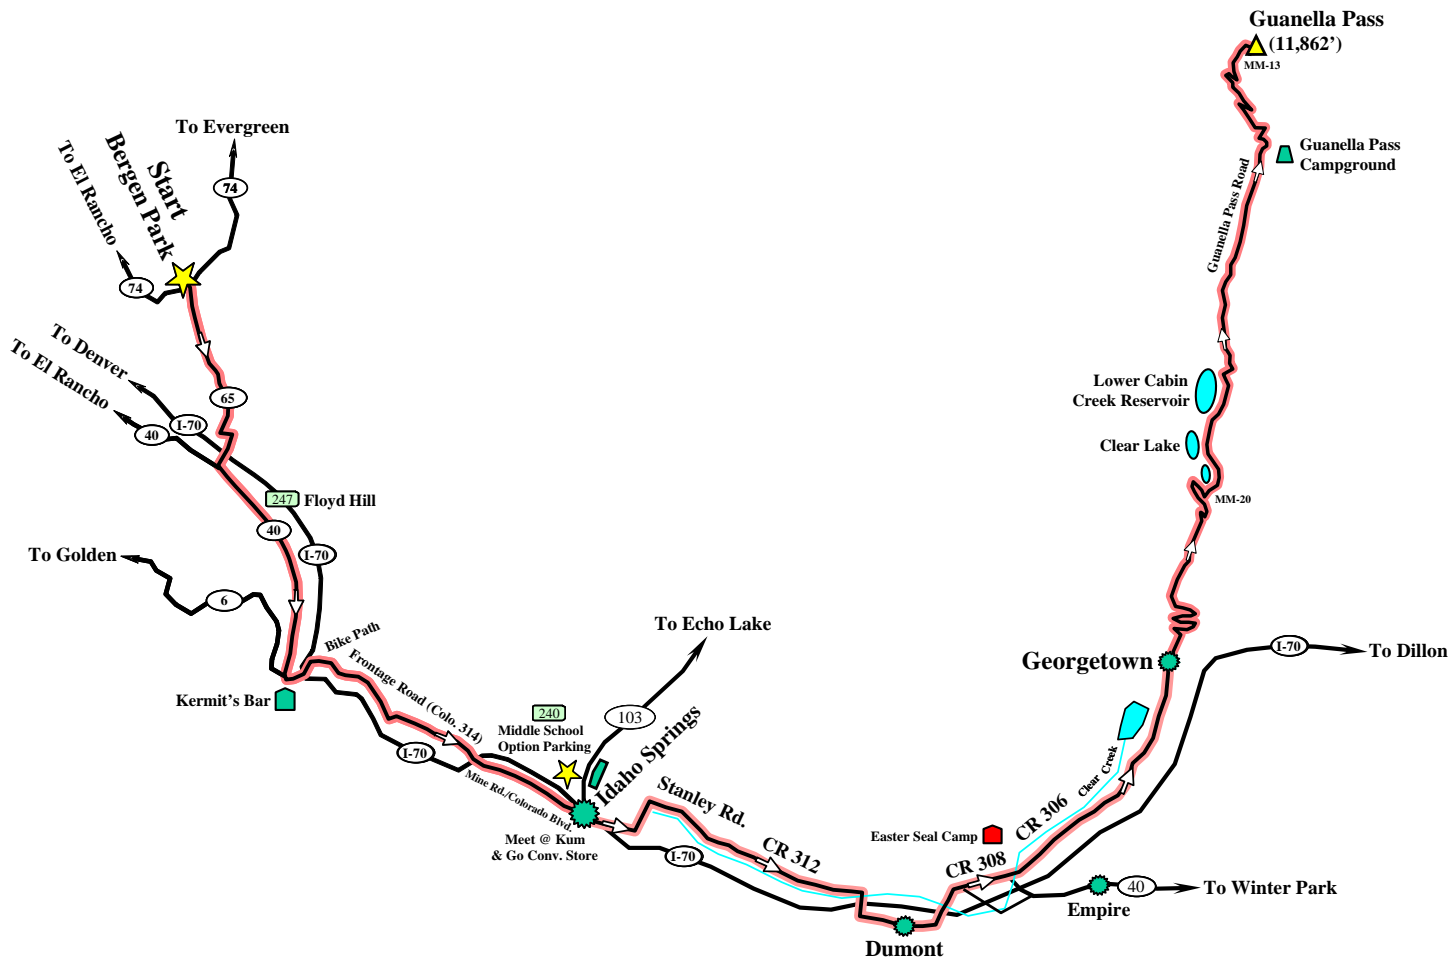 Guanella Pass
(11,862’)
MM-13
To Evergreen
Start
Bergen Park
To El Rancho
74
74
Guanella Pass
Campground
Guanella Pass Road
To Denver
To El Rancho
65
I-70
40
Lower Cabin
Creek Reservoir
Clear Lake
MM-20
247
Floyd Hill
40
I-70
To Golden
6
Bike Path
Frontage Road (Colo. 314)
Kermit’s Bar
To Echo Lake
103
I-70
To Dillon
Georgetown
240
Middle School
Option Parking
Idaho Springs
I-70
Mine Rd./Colorado Blvd.
Meet @ Kum
& Go Conv. Store
Stanley Rd.
I-70
CR 312
Easter Seal Camp
CR 308
CR 306
Clear Creek
Empire
40
To Winter Park
Dumont